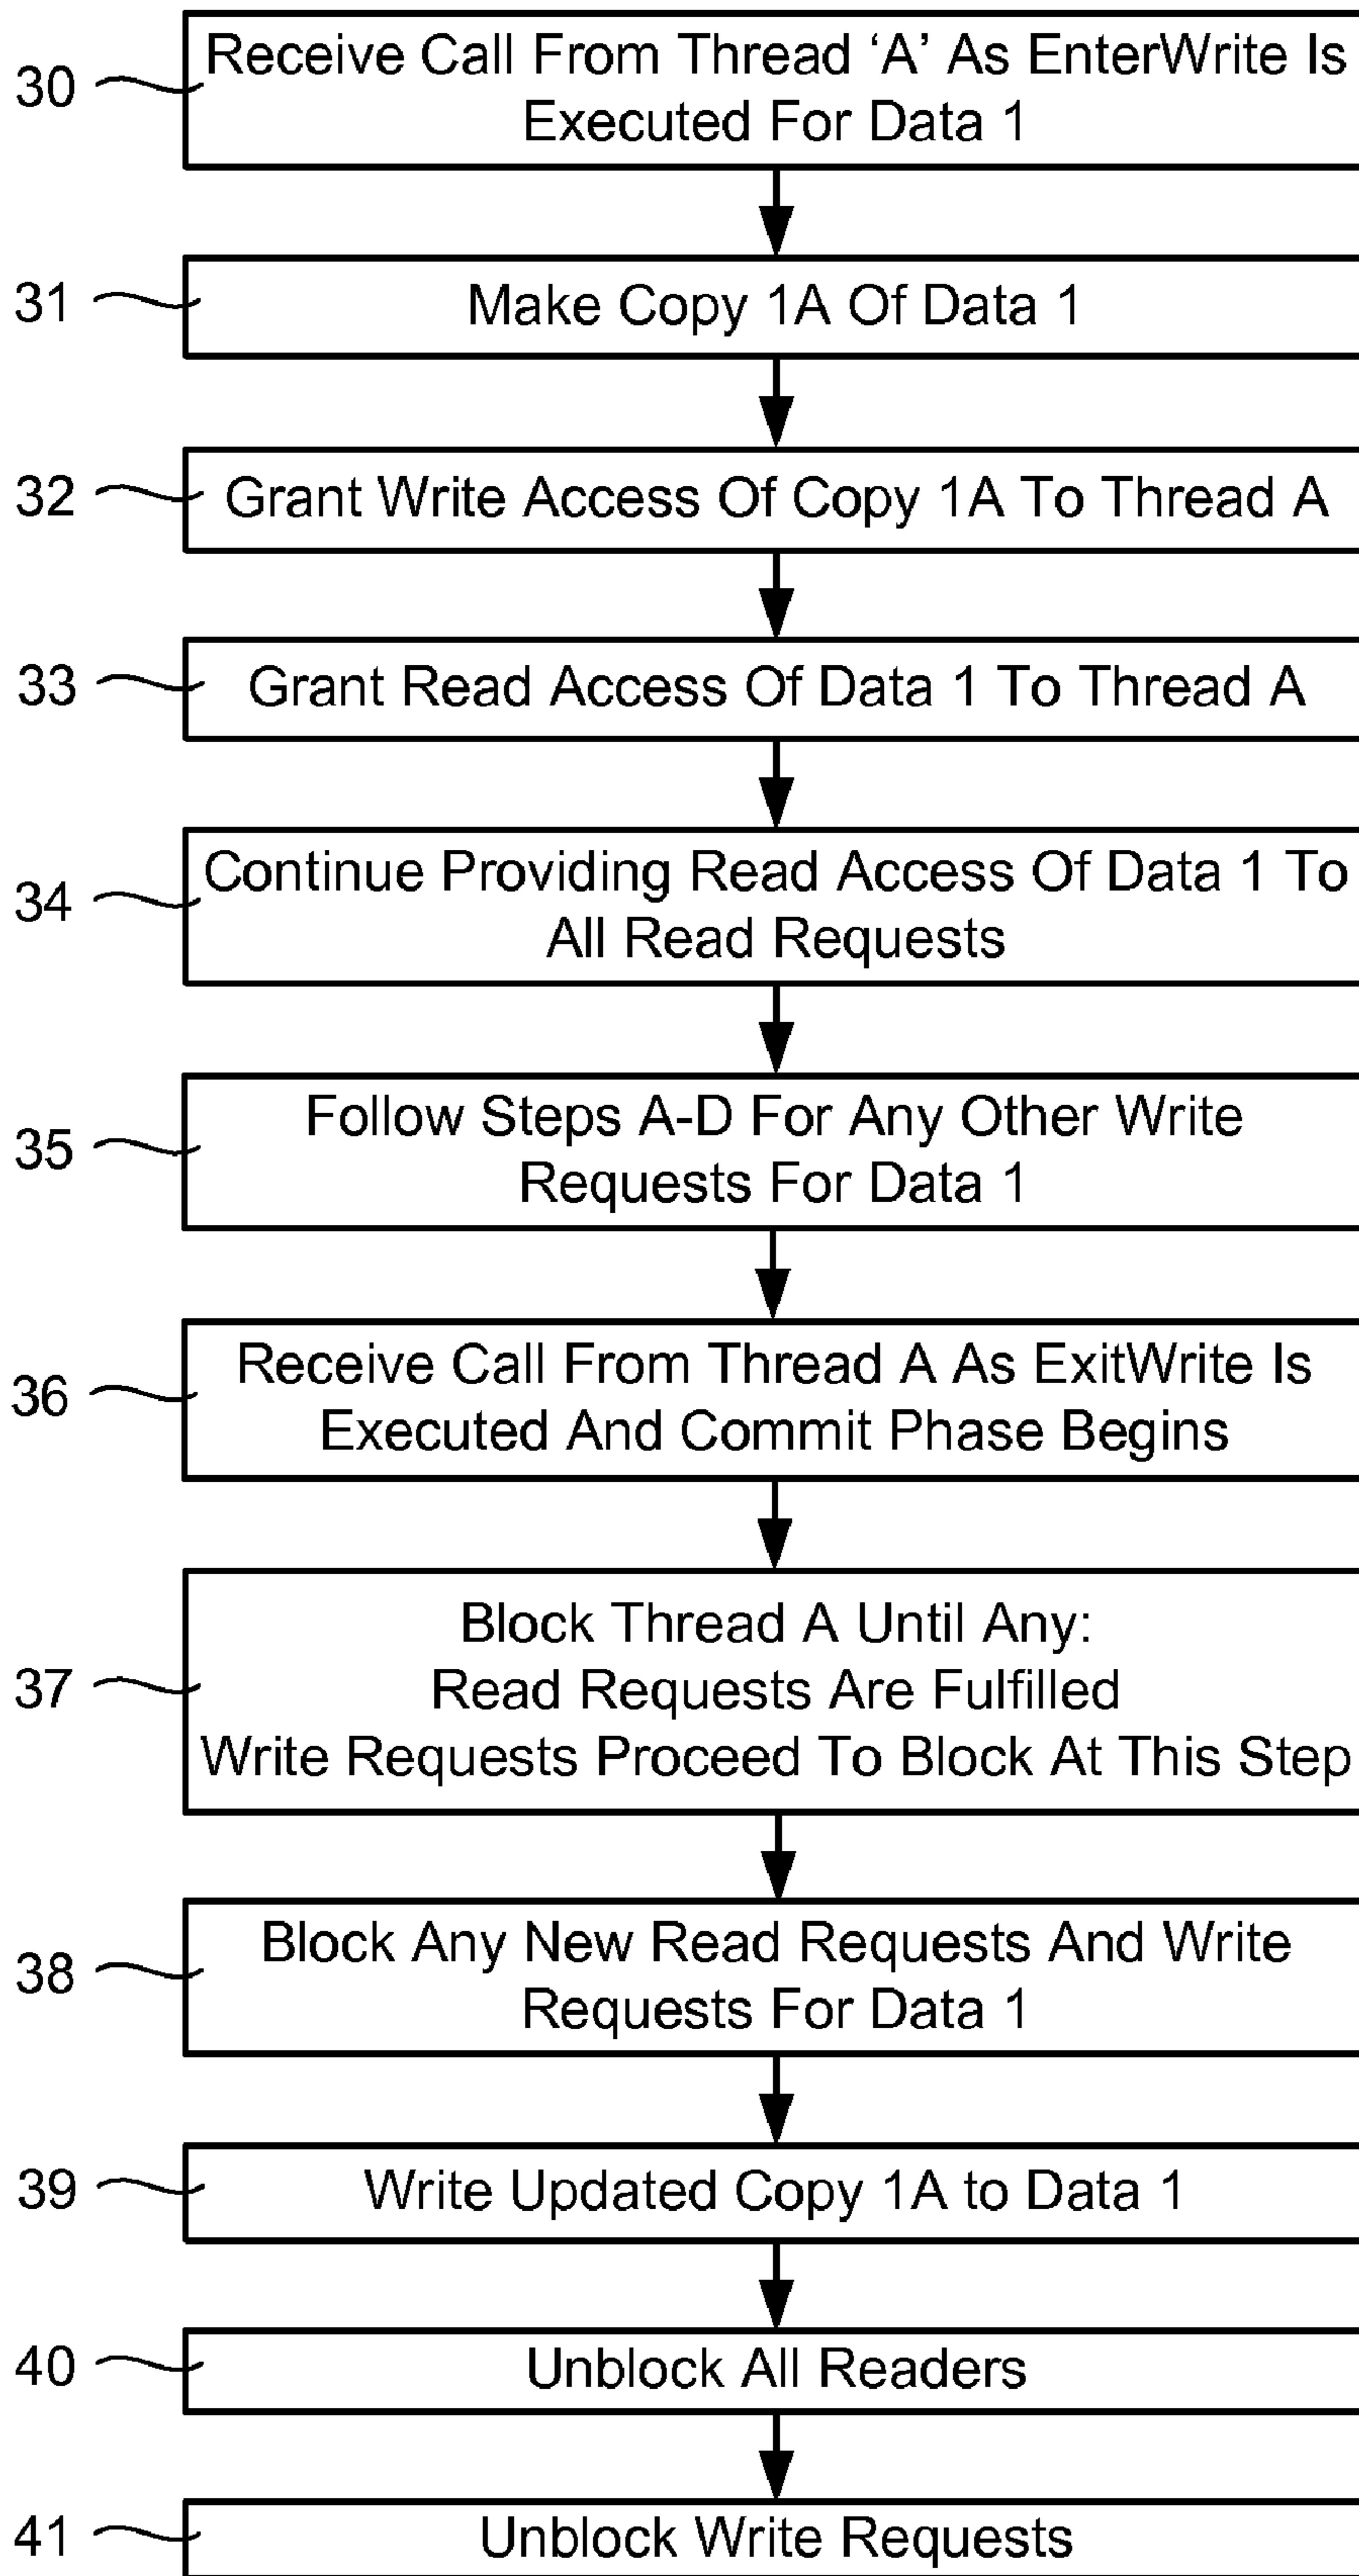 30
Receive Call From Thread ‘A’ As EnterWrite Is
Executed For Data 1
31
Make Copy 1A Of Data 1
32
Grant Write Access Of Copy 1A To Thread A
33
Grant Read Access Of Data 1 To Thread A
34
Continue Providing Read Access Of Data 1 To
All Read Requests
35
Follow Steps A-D For Any Other Write
Requests For Data 1
36
Receive Call From Thread A As ExitWrite Is
Executed And Commit Phase Begins
37
Block Thread A Until Any:
Read Requests Are Fulfilled
Write Requests Proceed To Block At This Step
38
Block Any New Read Requests And Write
Requests For Data 1
39
Write Updated Copy 1A to Data 1
40
Unblock All Readers
41
Unblock Write Requests